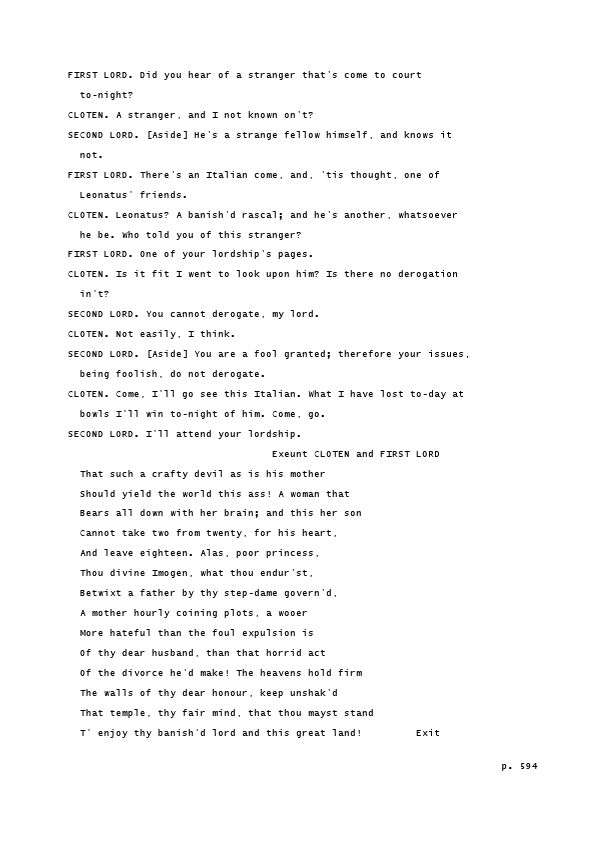 FIRST LORD. Did you hear of a stranger that's come to court
to-night?
CLOTEN. A stranger, and I not known on't?
SECOND LORD. [Aside] He's a strange fellow himself, and knows it
not.
FIRST LORD. There's an Italian come, and, 'tis thought, one of
Leonatus' friends.
CLOTEN. Leonatus? A banish'd rascal; and he's another, whatsoever
he be. Who told you of this stranger?
FIRST LORD. One of your lordship's pages.
CLOTEN. Is it fit I went to look upon him? Is there no derogation
in't?
SECOND LORD. You cannot derogate, my lord.
CLOTEN. Not easily, I think.
SECOND LORD. [Aside] You are a fool granted; therefore your issues,
being foolish, do not derogate.
CLOTEN. Come, I'll go see this Italian. What I have lost to-day at
bowls I'll win to-night of him. Come, go.
SECOND LORD. I'll attend your lordship.
Exeunt CLOTEN and FIRST LORD
That such a crafty devil as is his mother
Should yield the world this ass! A woman that
Bears all down with her brain; and this her son
Cannot take two from twenty, for his heart,
And leave eighteen. Alas, poor princess,
Thou divine Imogen, what thou endur'st,
Betwixt a father by thy step-dame govern'd,
A mother hourly coining plots, a wooer
More hateful than the foul expulsion is
Of thy dear husband, than that horrid act
Of the divorce he'd make! The heavens hold firm
The walls of thy dear honour, keep unshak'd
That temple, thy fair mind, that thou mayst stand
T' enjoy thy banish'd lord and this great land! Exit
p. 594